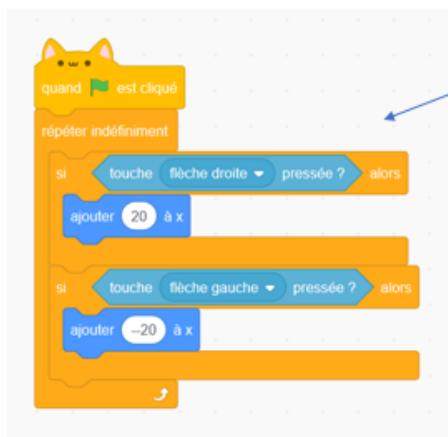 quand est cliqué
répéter indéfiniment
si touche flèche droite pressée ? alors
ajouter 20 à x
si touche flèche gauche pressée ? alors
ajouter --20 à x